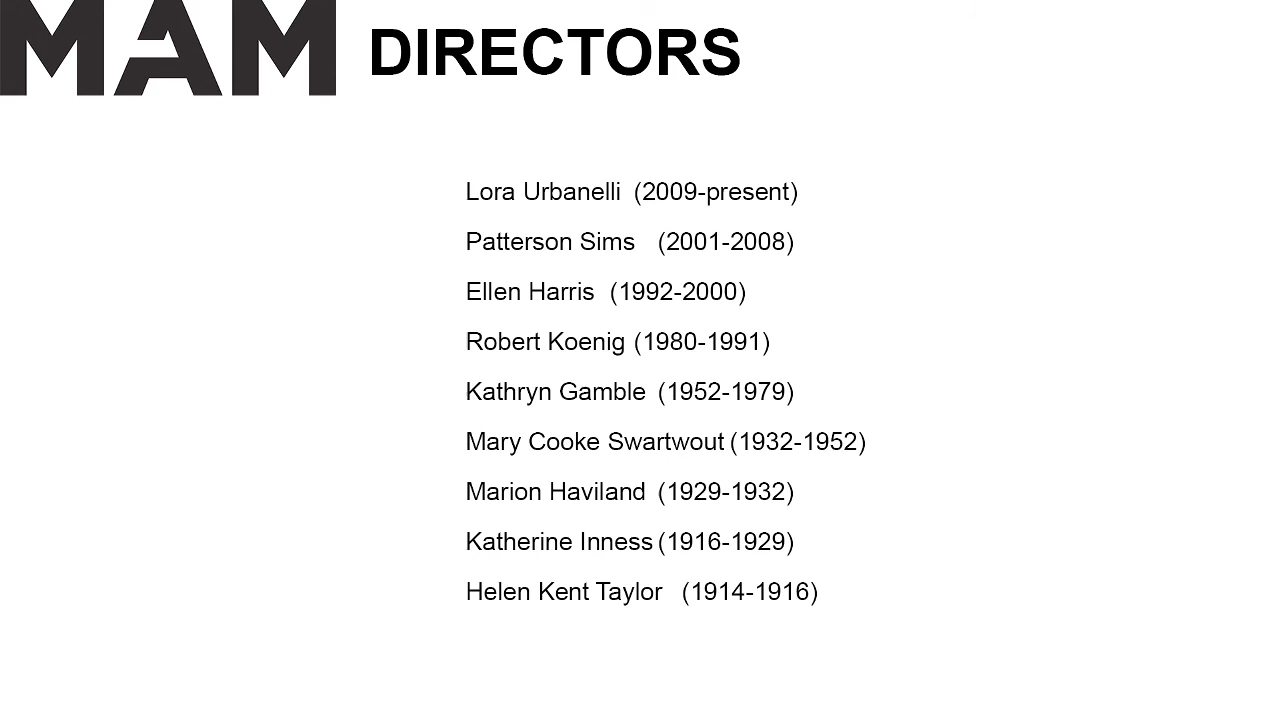 MAM DIRECTORS
Lora Urbanelli (2009-present)
Patterson Sims (2001-2008)
Ellen Harris (1992-2000)
Robert Koenig (1980-1991)
Kathryn Gamble (1952-1979)
Mary Cooke Swartwout (1932-1952)
Marion Haviland (1929-1932)
Katherine Inness (1916-1929)
Helen Kent Taylor (1914-1916)